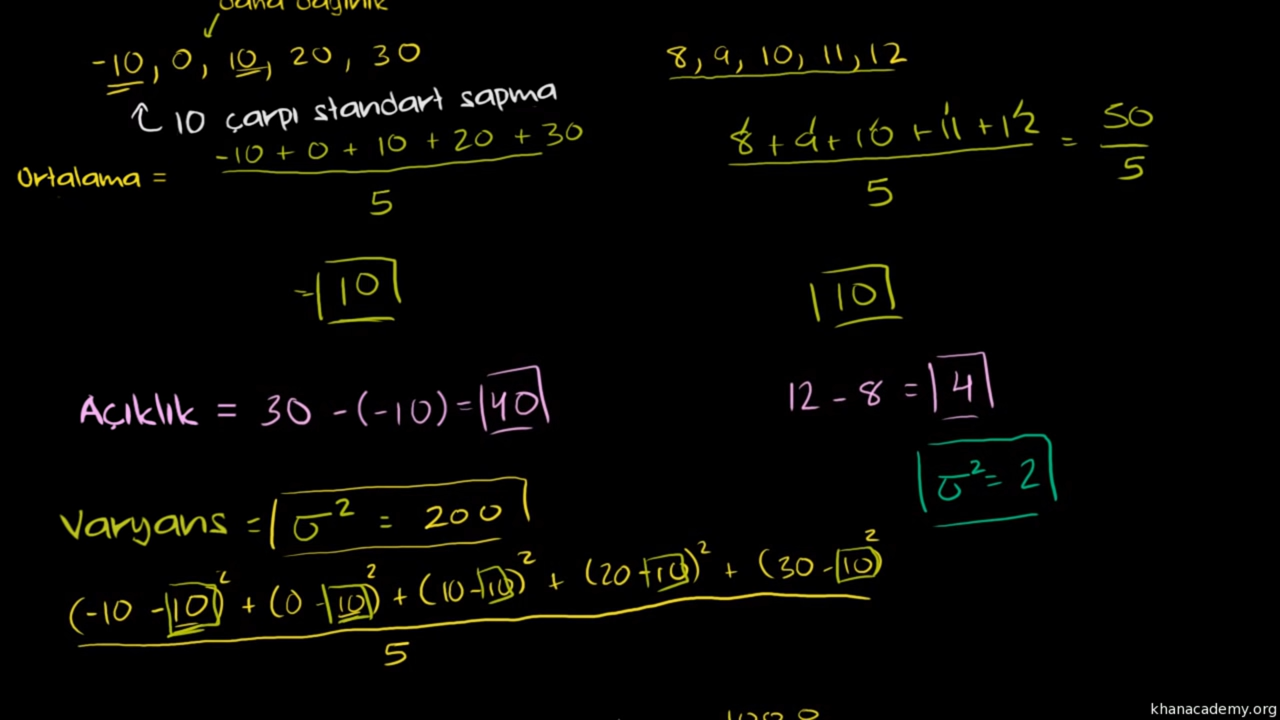 daha dağınık
-10, 0, 10, 20, 30
8, 9, 10, 11, 12
10 çarpı standart sapma
Ortalama = -10 + 0 + 10 + 20 + 30
5
8 + 9 + 10 + 11 + 12 = 50
5 5
= 10
10
Açıklık = 30 - (-10) = 40
12 - 8 = 4
σ² = 2
Varyans = σ² = 200
(-10 - 10)² + (0 - 10)² + (10 - 10)² + (20 - 10)² + (30 - 10)²
5
khanacademy.org